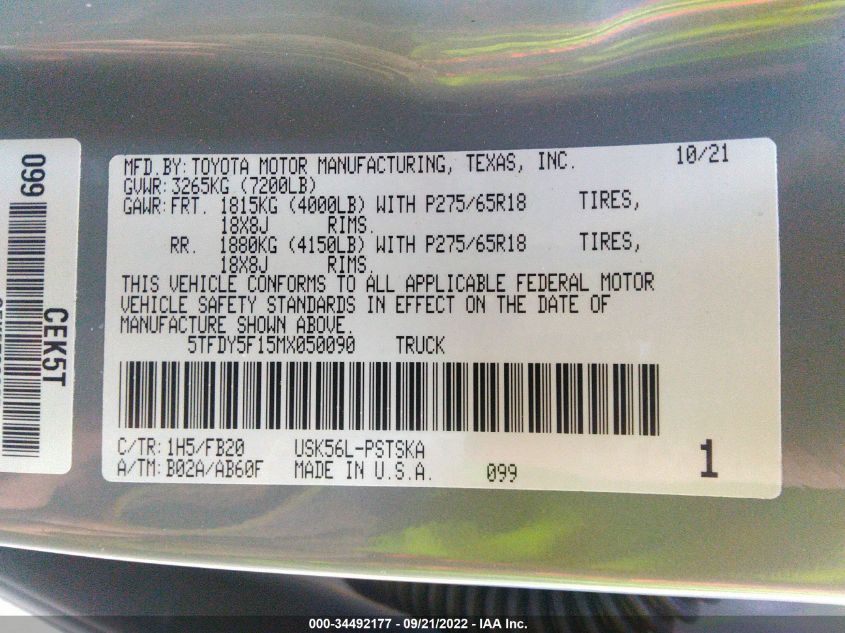 099
CEK5T
MFD.BY:TOYOTA MOTOR MANUFACTURING, TEXAS, INC. 10/21
GVWR:3265KG (7200LB)
GAWR:FRT. 1815KG (4000LB) WITH P275/65R18 TIRES,
18X8J RIMS.
RR. 1880KG (4150LB) WITH P275/65R18 TIRES,
18X8J RIMS.
THIS VEHICLE CONFORMS TO ALL APPLICABLE FEDERAL MOTOR
VEHICLE SAFETY STANDARDS IN EFFECT ON THE DATE OF
MANUFACTURE SHOWN ABOVE.
5TFDY5F15MX050090 TRUCK
C/TR:1H5/FB20 USK56L-PSTSKA
A/TM:B02A/AB60F MADE IN U.S.A. 099 1
000-34492177 - 09/21/2022 - IAA Inc.